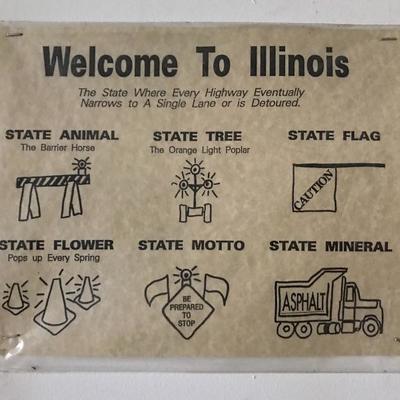 Welcome To Illinois
The State Where Every Highway Eventually
Narrows to A Single Lane or is Detoured.
STATE ANIMAL
The Barrier Horse
STATE TREE
The Orange Light Poplar
STATE FLAG
CAUTION
STATE FLOWER
Pops up Every Spring
STATE MOTTO
BE
PREPARED
TO
STOP
STATE MINERAL
ASPHALT